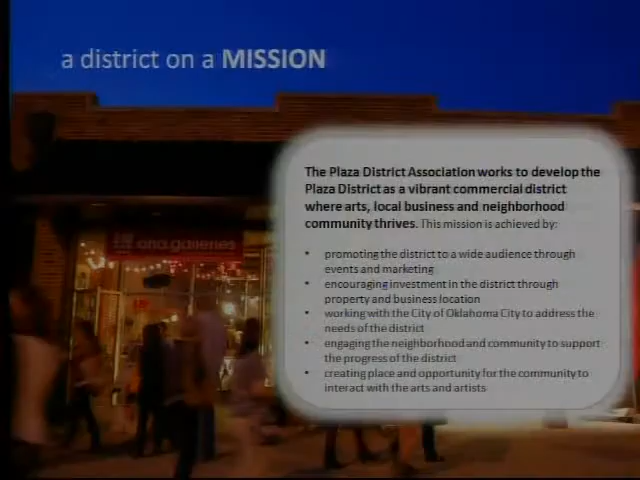 a district on a MISSION
The Plaza District Association works to develop the
Plaza District as a vibrant commercial district
where arts, local business and neighborhood
community thrives. This mission is achieved by:
• promoting the district to a wide audience through
events and marketing
• encouraging investment in the district through
property and business location
• working with the City of Oklahoma City to address the
needs of the district
• engaging the neighborhood and community to support
the progress of the district
• creating place and opportunity for the community to
interact with the arts and artists
galleries